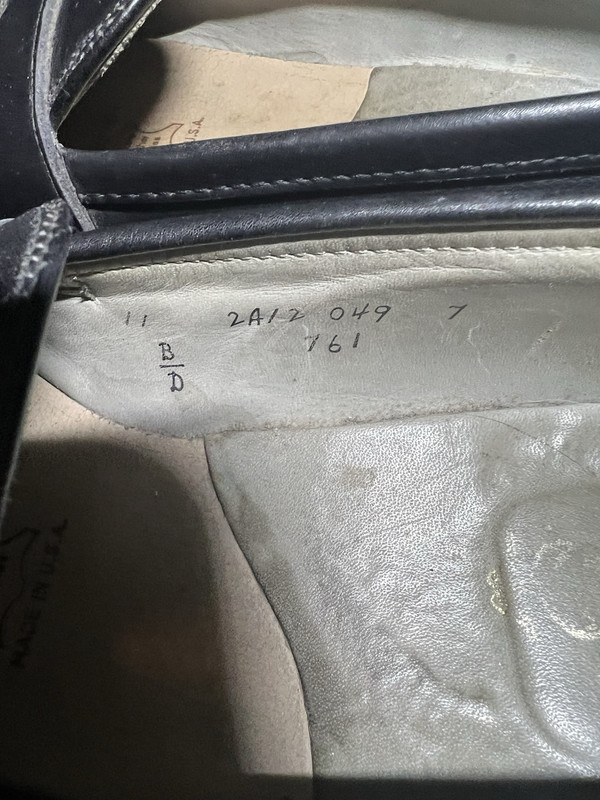 U.S.A.
11 2A12 049 7
B 761
D
MADE IN U.S.A.